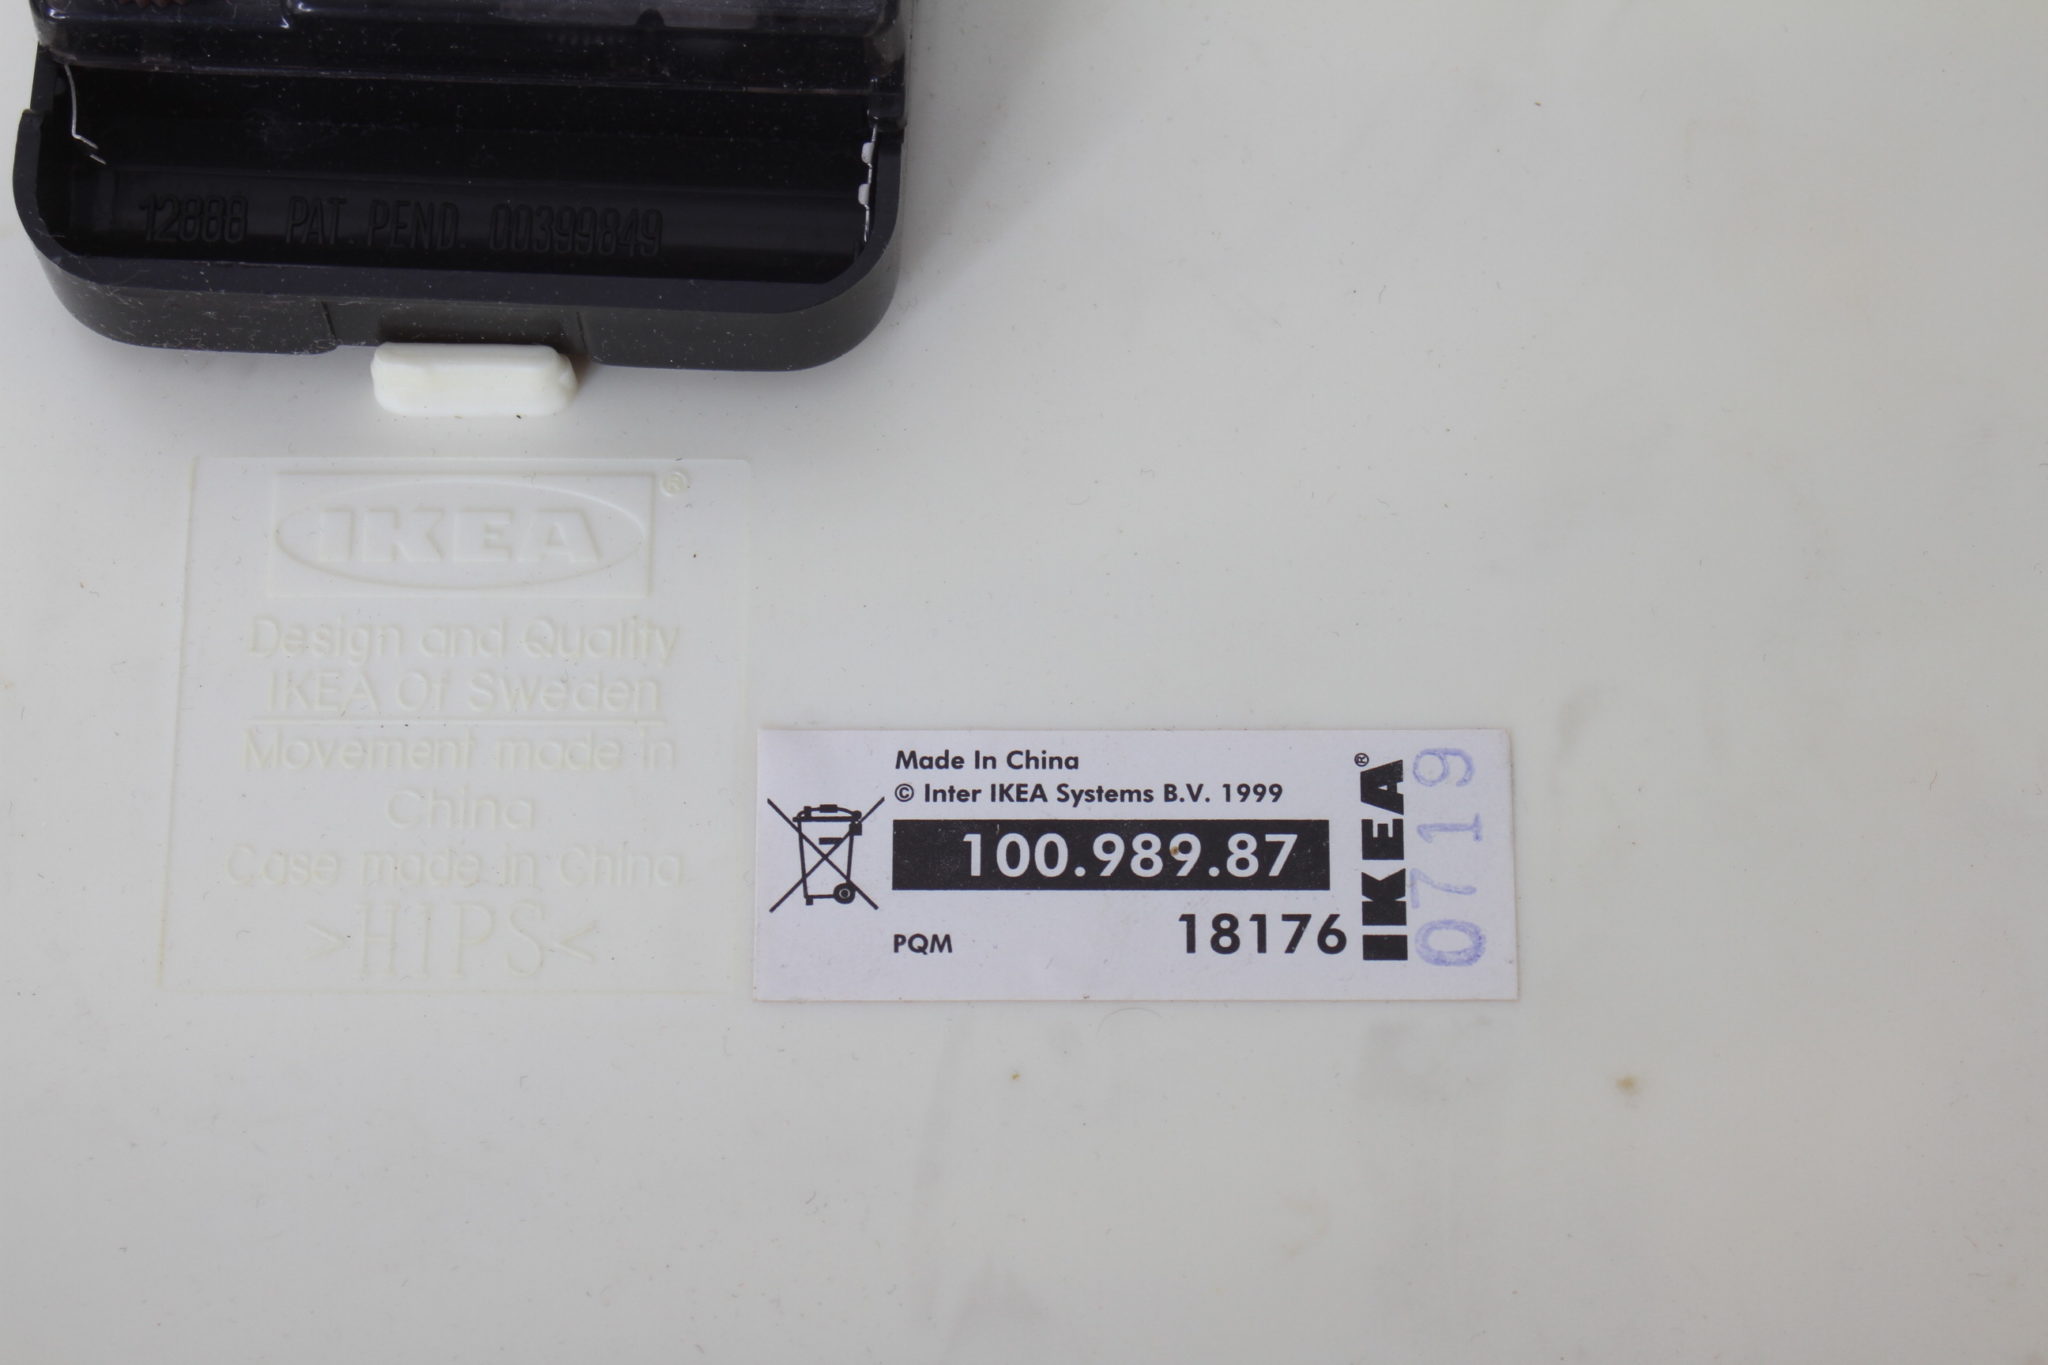 12888 PAT. PEND. 00399849
IKEA®
Design and Quality
IKEA Of Sweden
Movement made in
China
Case made in China
>HIPS<
Made In China
© Inter IKEA Systems B.V. 1999
100.989.87
PQM 18176
IKEA®
0719